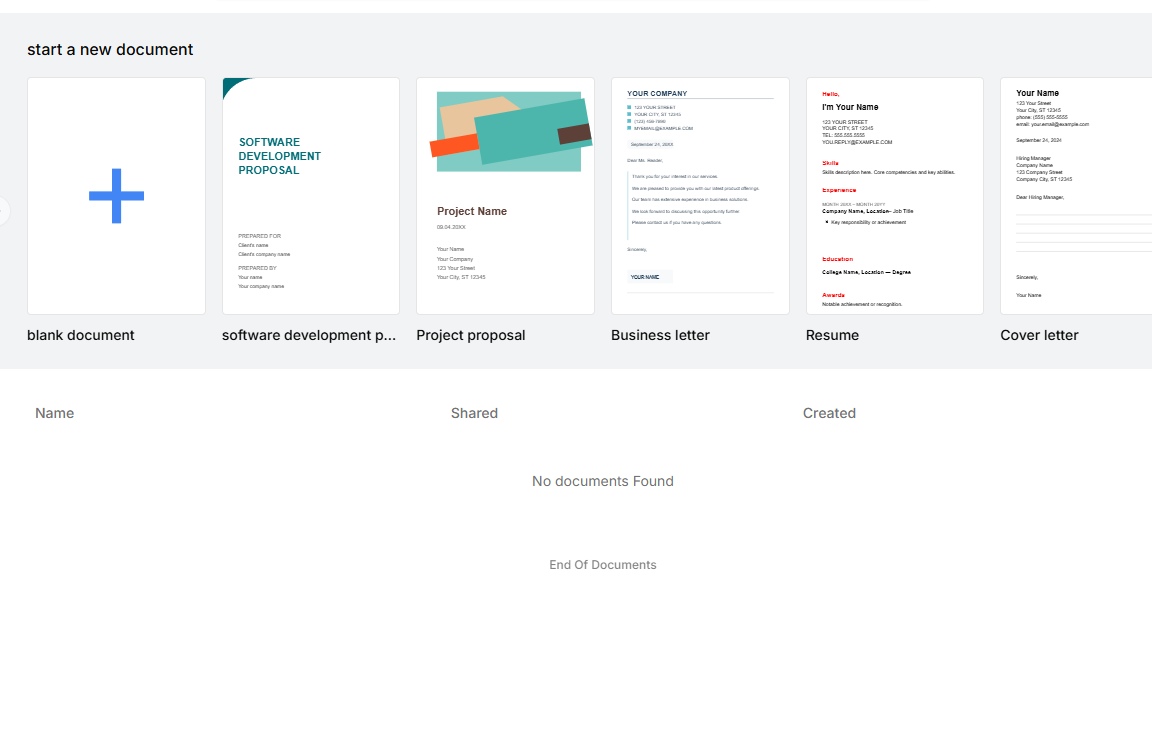 start a new document
SOFTWARE
DEVELOPMENT
PROPOSAL
PREPARED FOR
Client's name
Client's company name
PREPARED BY
Your name
Your company name
Project Name
09.04.20XX
Your Name
Your Company
123 Your Street
Your City, ST 12345
YOUR COMPANY
123 YOUR STREET
YOUR CITY, ST 12345
(123) 456-7890
MYEMAIL@EXAMPLE.COM
September 24, 20XX
Dear Ms. Reader,
Thank you for your interest in our services.
We are pleased to provide you with our latest product offerings.
Our team has extensive experience in business solutions.
We look forward to discussing this opportunity further.
Please contact us if you have any questions.
Sincerely,
YOUR NAME
Hello,
I'm Your Name
123 YOUR STREET
YOUR CITY, ST 12345
TEL: 555.555.5555
YOU.REPLY@EXAMPLE.COM
Skills
Skills description here. Core competencies and key abilities.
Experience
MONTH 20XX – MONTH 20YY
Company Name, Location— Job Title
Key responsibility or achievement
Education
College Name, Location — Degree
Awards
Notable achievement or recognition.
Your Name
123 Your Street
Your City, ST 12345
phone: (555) 555-5555
email: your.email@example.com
September 24, 2024
Hiring Manager
Company Name
123 Company Street
Company City, ST 12345
Dear Hiring Manager,
Sincerely,
Your Name
blank document
software development p...
Project proposal
Business letter
Resume
Cover letter
Name Shared Created
No documents Found
End Of Documents